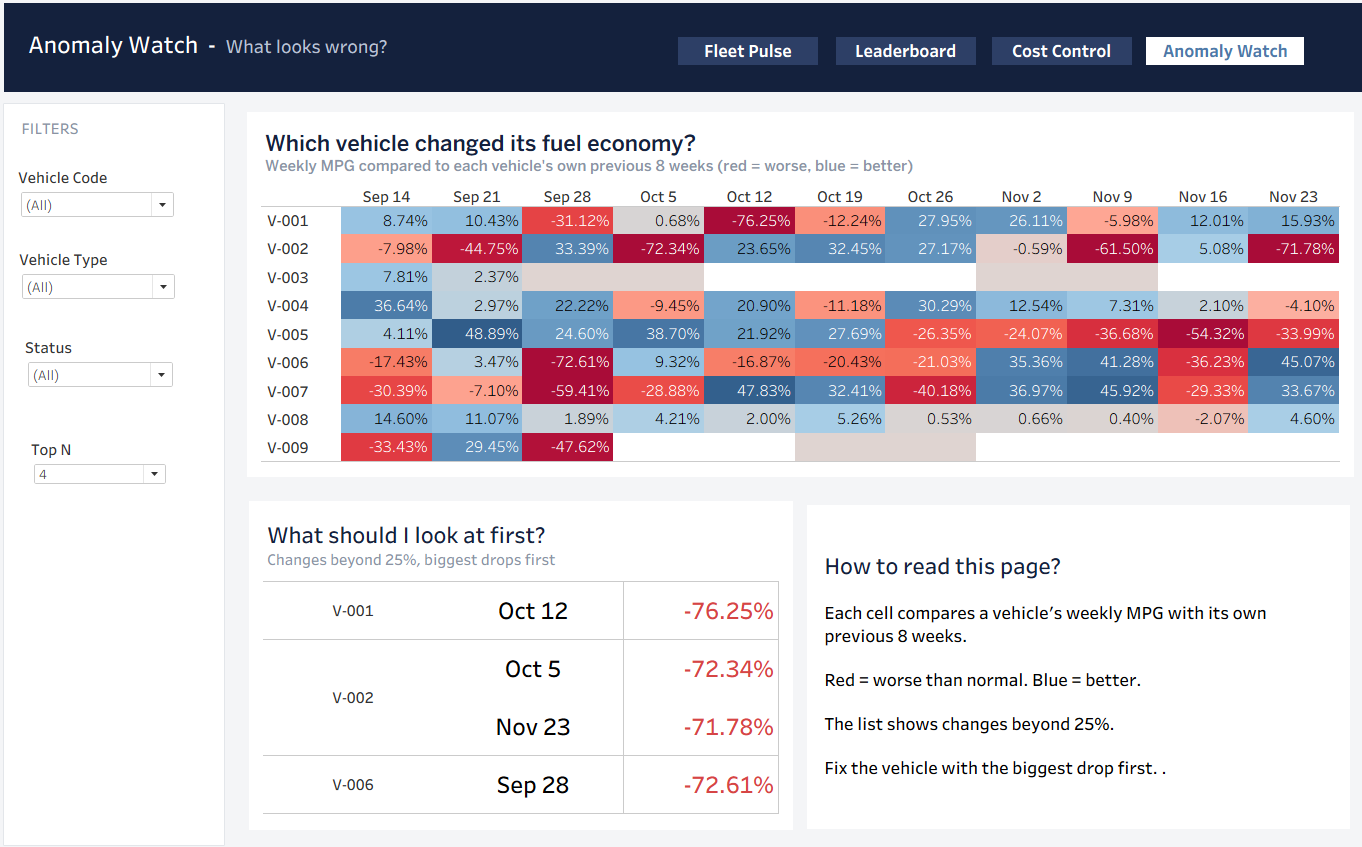 Anomaly Watch - What looks wrong?
Fleet Pulse Leaderboard Cost Control Anomaly Watch
FILTERS
Vehicle Code
(All)
Vehicle Type
(All)
Status
(All)
Top N
4
Which vehicle changed its fuel economy?
Weekly MPG compared to each vehicle's own previous 8 weeks (red = worse, blue = better)
Sep 14 Sep 21 Sep 28 Oct 5 Oct 12 Oct 19 Oct 26 Nov 2 Nov 9 Nov 16 Nov 23
V-001 8.74% 10.43% -31.12% 0.68% -76.25% -12.24% 27.95% 26.11% -5.98% 12.01% 15.93%
V-002 -7.98% -44.75% 33.39% -72.34% 23.65% 32.45% 27.17% -0.59% -61.50% 5.08% -71.78%
V-003 7.81% 2.37%
V-004 36.64% 2.97% 22.22% -9.45% 20.90% -11.18% 30.29% 12.54% 7.31% 2.10% -4.10%
V-005 4.11% 48.89% 24.60% 38.70% 21.92% 27.69% -26.35% -24.07% -36.68% -54.32% -33.99%
V-006 -17.43% 3.47% -72.61% 9.32% -16.87% -20.43% -21.03% 35.36% 41.28% -36.23% 45.07%
V-007 -30.39% -7.10% -59.41% -28.88% 47.83% 32.41% -40.18% 36.97% 45.92% -29.33% 33.67%
V-008 14.60% 11.07% 1.89% 4.21% 2.00% 5.26% 0.53% 0.66% 0.40% -2.07% 4.60%
V-009 -33.43% 29.45% -47.62%
What should I look at first?
Changes beyond 25%, biggest drops first
V-001 Oct 12 -76.25%
V-002 Oct 5 -72.34%
Nov 23 -71.78%
V-006 Sep 28 -72.61%
How to read this page?
Each cell compares a vehicle's weekly MPG with its own
previous 8 weeks.
Red = worse than normal. Blue = better.
The list shows changes beyond 25%.
Fix the vehicle with the biggest drop first. .